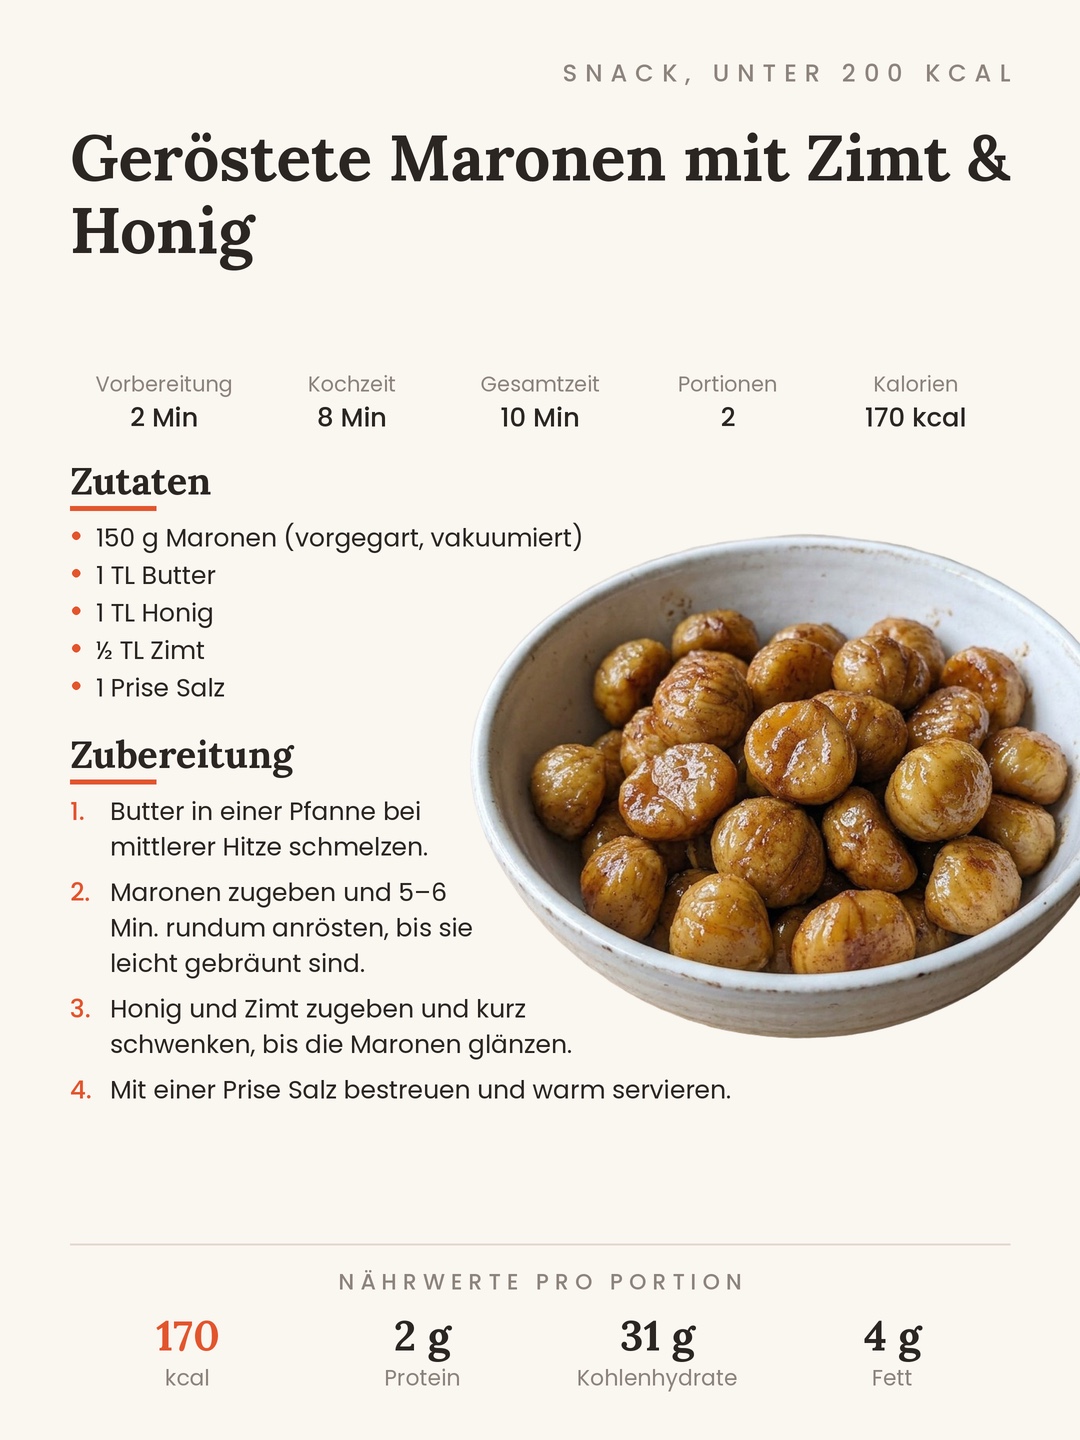 SNACK, UNTER 200 KCAL
Geröstete Maronen mit Zimt &
Honig
Vorbereitung Kochzeit Gesamtzeit Portionen Kalorien
2 Min 8 Min 10 Min 2 170 kcal
Zutaten
• 150 g Maronen (vorgegart, vakuumiert)
• 1 TL Butter
• 1 TL Honig
• ½ TL Zimt
• 1 Prise Salz
Zubereitung
1. Butter in einer Pfanne bei
mittlerer Hitze schmelzen.
2. Maronen zugeben und 5–6
Min. rundum anrösten, bis sie
leicht gebräunt sind.
3. Honig und Zimt zugeben und kurz
schwenken, bis die Maronen glänzen.
4. Mit einer Prise Salz bestreuen und warm servieren.
NÄHRWERTE PRO PORTION
170 2 g 31 g 4 g
kcal Protein Kohlenhydrate Fett